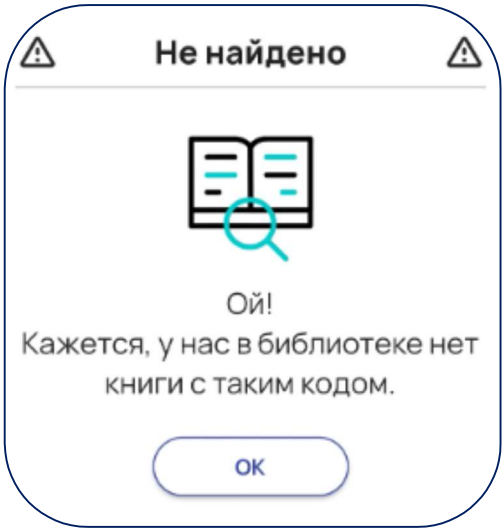 Не найдено
Ой!
Кажется, у нас в библиотеке нет
книги с таким кодом.
ОК